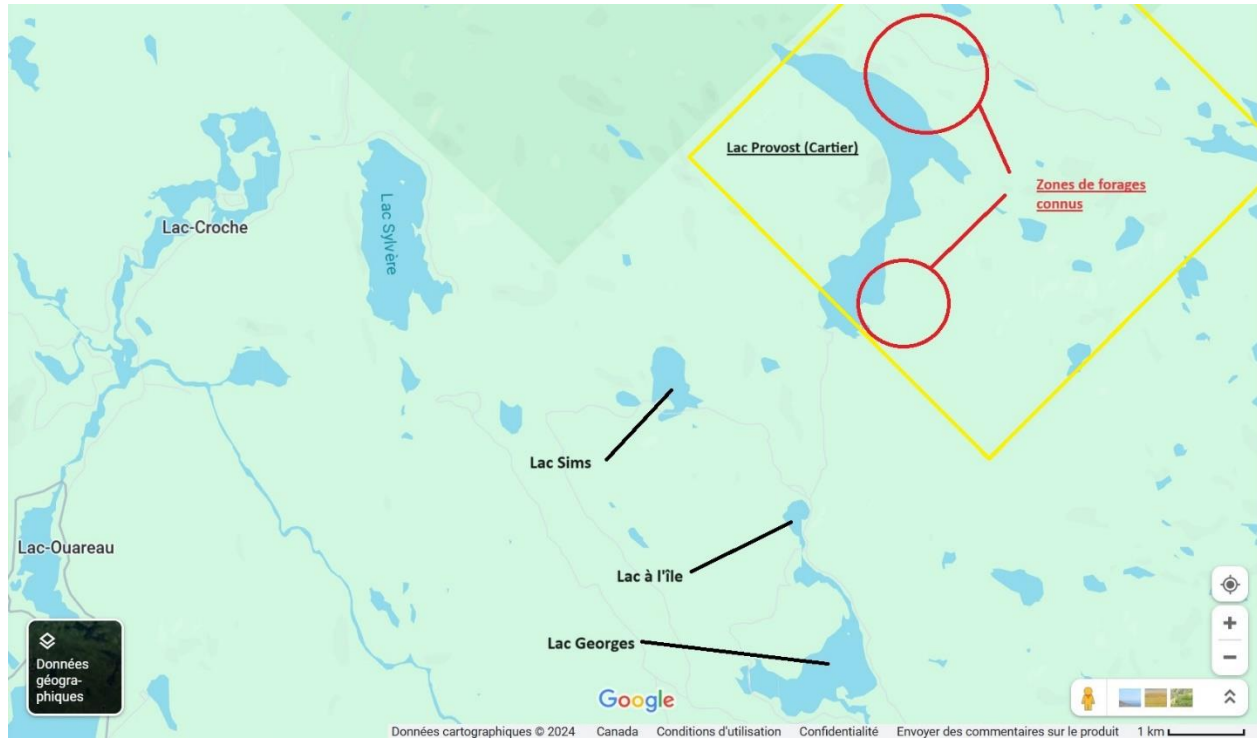 Lac Provost (Cartier)
Zones de forages
connus
Lac-Croche
Lac Sylvère
Lac Sims
Lac-Ouareau
Lac à l'île
Lac Georges
Données
géogra-
phiques
Google
Données cartographiques © 2024 Canada Conditions d'utilisation Confidentialité Envoyer des commentaires sur le produit 1 km